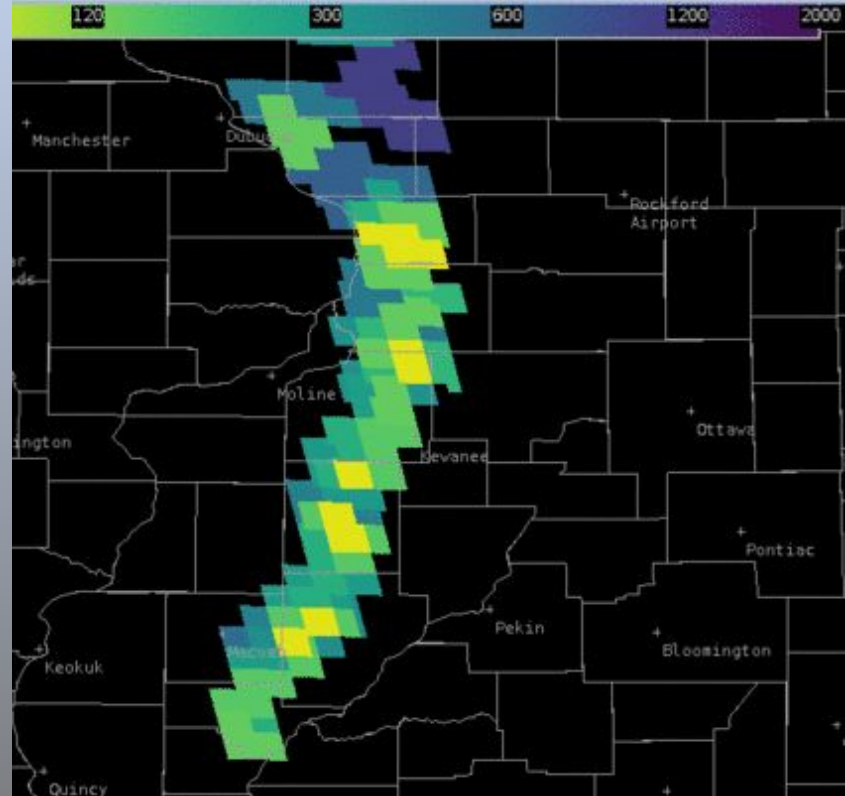 120 300 600 1200 2000
Manchester
Rockford
Airport
Moline
Ottawa
Kewanee
Pontiac
Pekin
Bloomington
Keokuk
Quincy